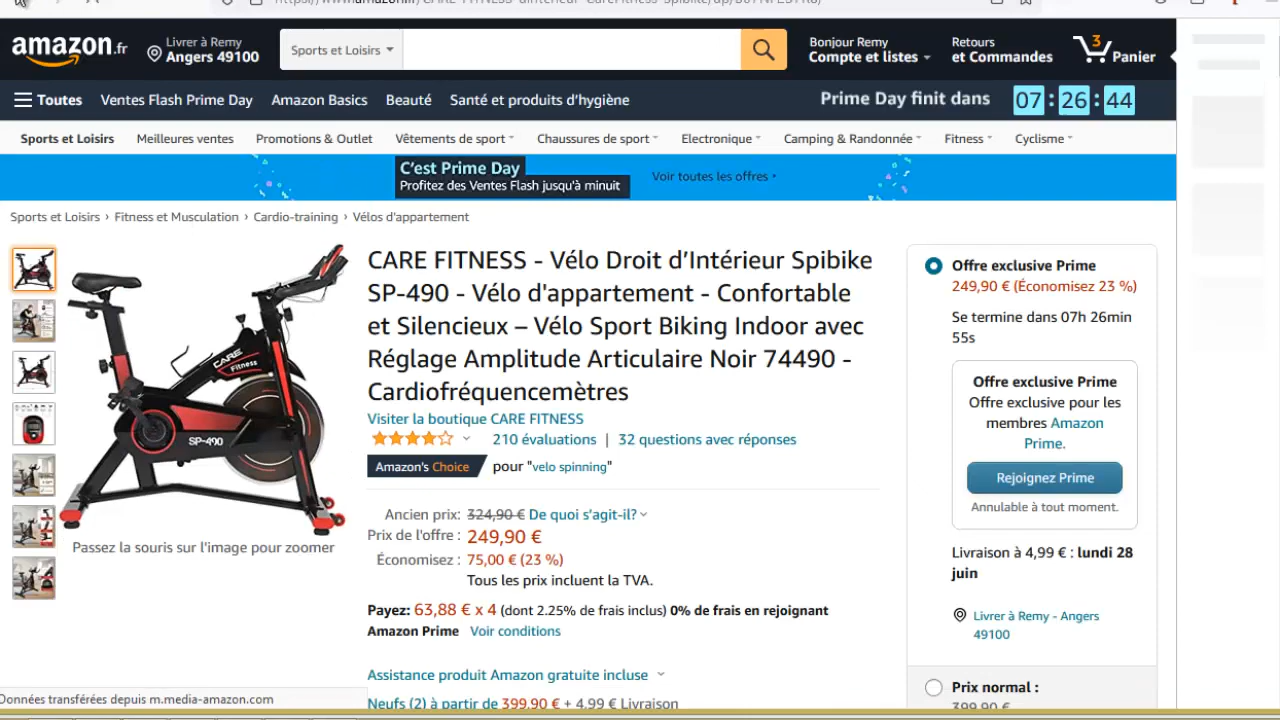 amazon.fr
Livrer à Remy
Angers 49100
Sports et Loisirs
Bonjour Remy
Compte et listes
Retours
et Commandes
3
Panier
Toutes
Ventes Flash Prime Day
Amazon Basics
Beauté
Santé et produits d'hygiène
Prime Day finit dans
07 : 26 : 44
Sports et Loisirs
Meilleures ventes
Promotions & Outlet
Vêtements de sport
Chaussures de sport
Electronique
Camping & Randonnée
Fitness
Cyclisme
C'est Prime Day
Profitez des Ventes Flash jusqu'à minuit
Voir toutes les offres
Sports et Loisirs › Fitness et Musculation › Cardio-training › Vélos d'appartement
CARE
Fitness
SP-490
Passez la souris sur l'image pour zoomer
CARE FITNESS - Vélo Droit d’Intérieur Spibike
SP-490 - Vélo d'appartement - Confortable
et Silencieux – Vélo Sport Biking Indoor avec
Réglage Amplitude Articulaire Noir 74490 -
Cardiofréquencemètres
Visiter la boutique CARE FITNESS
210 évaluations | 32 questions avec réponses
Amazon's Choice pour "velo spinning"
Ancien prix: 324,90 € De quoi s'agit-il?
Prix de l'offre : 249,90 €
Économisez : 75,00 € (23 %)
Tous les prix incluent la TVA.
Payez: 63,88 € x 4 (dont 2.25% de frais inclus) 0% de frais en rejoignant
Amazon Prime Voir conditions
Assistance produit Amazon gratuite incluse
Neufs (2) à partir de 399,90 € + 4,99 € Livraison
Offre exclusive Prime
249,90 € (Économisez 23 %)
Se termine dans 07h 26min
55s
Offre exclusive Prime
Offre exclusive pour les
membres Amazon
Prime.
Rejoignez Prime
Annulable à tout moment.
Livraison à 4,99 € : lundi 28
juin
Livrer à Remy - Angers
49100
Prix normal :
399,90 €
Données transférées depuis m.media-amazon.com